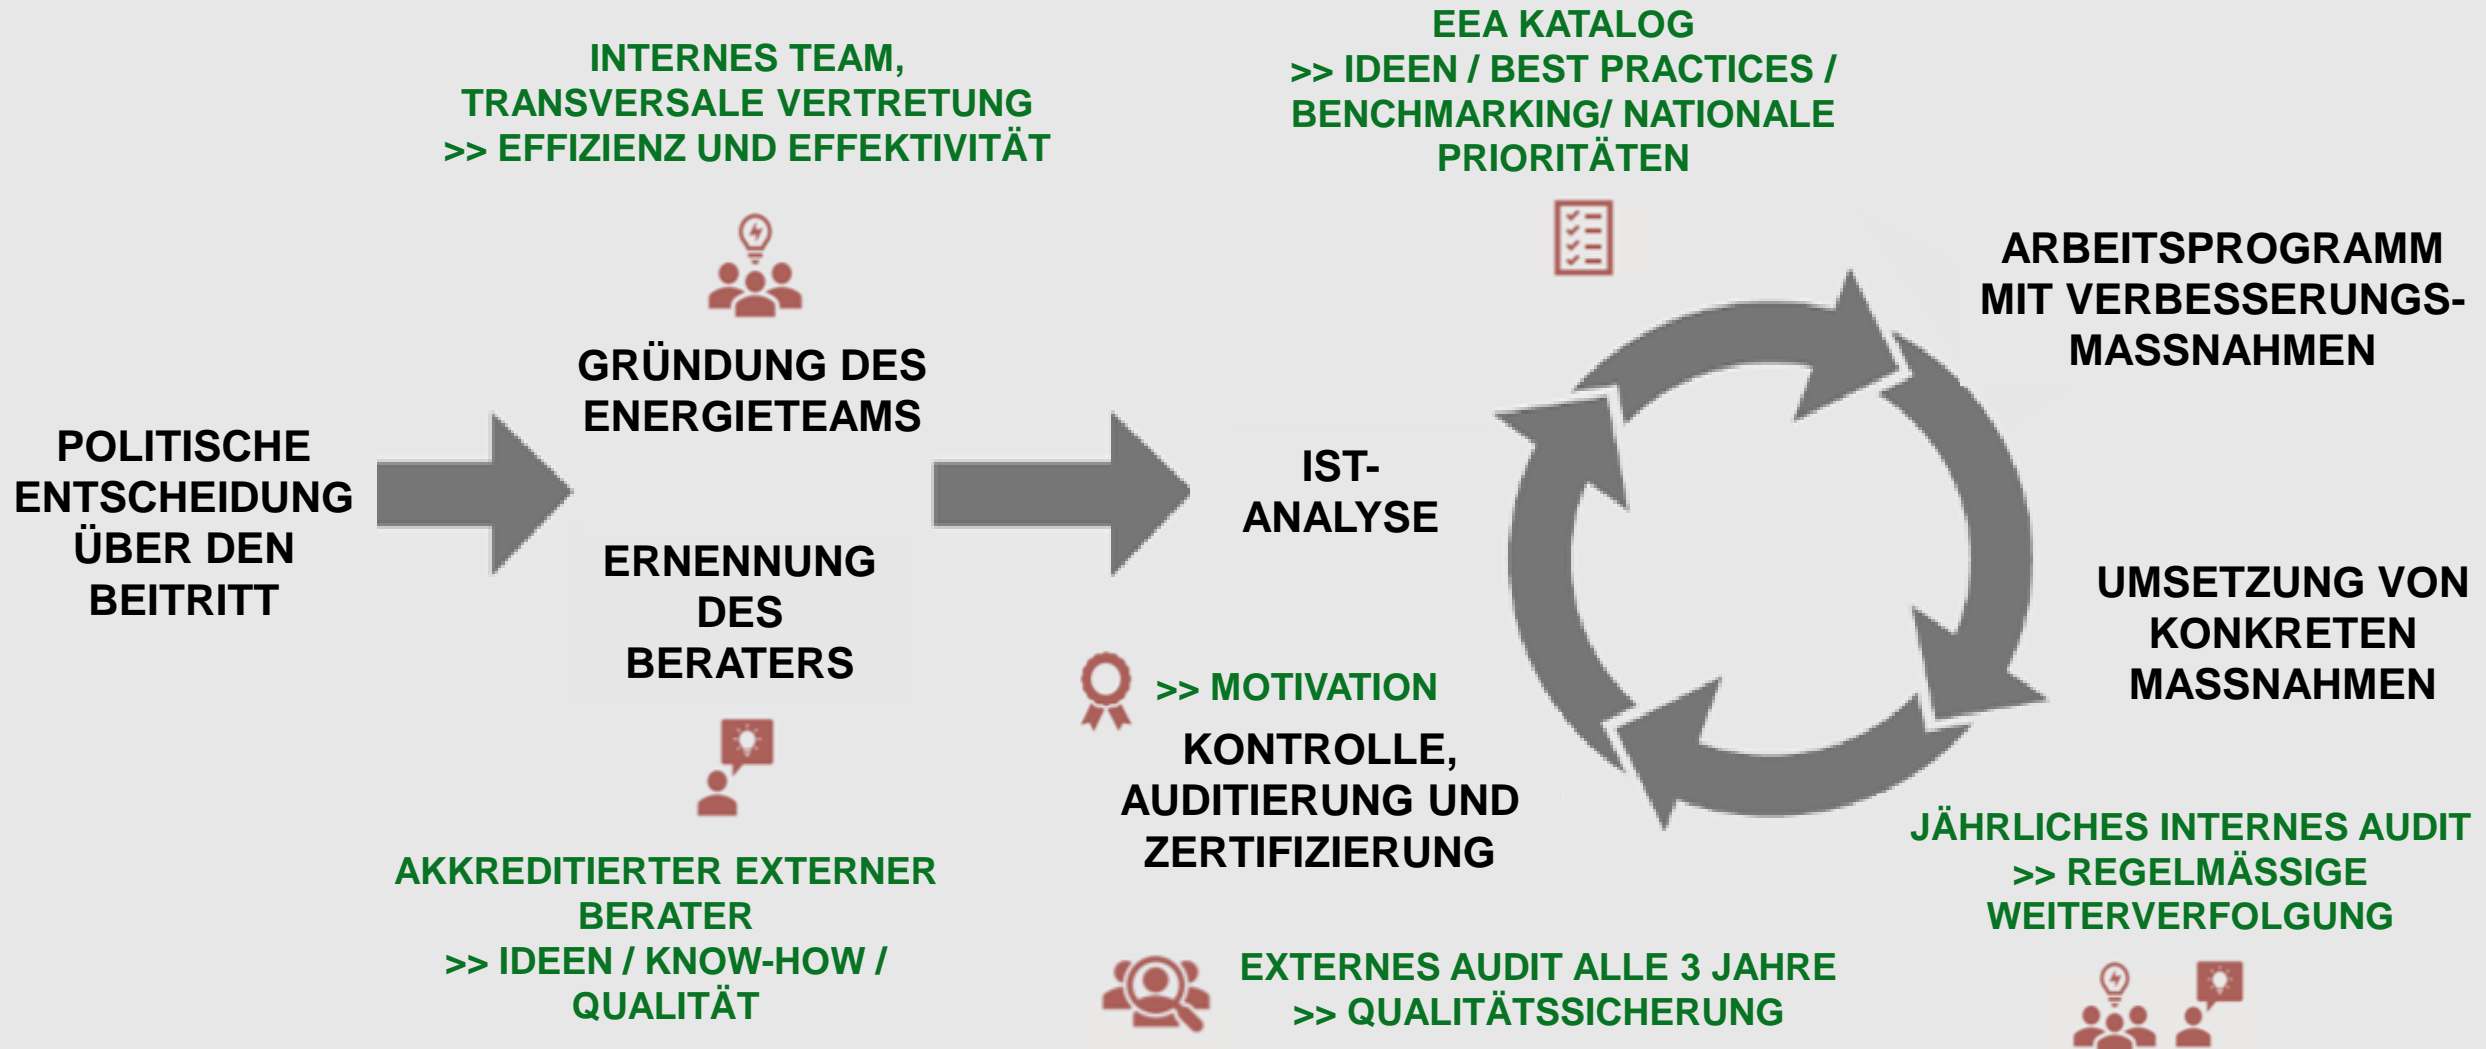 POLITISCHE
ENTSCHEIDUNG
ÜBER DEN
BEITRITT
INTERNES TEAM,
TRANSVERSALE VERTRETUNG
>> EFFIZIENZ UND EFFEKTIVITÄT
GRÜNDUNG DES
ENERGIETEAMS
ERNENNUNG
DES
BERATERS
AKKREDITIERTER EXTERNER
BERATER
>> IDEEN / KNOW-HOW /
QUALITÄT
EEA KATALOG
>> IDEEN / BEST PRACTICES /
BENCHMARKING/ NATIONALE
PRIORITÄTEN
IST-
ANALYSE
ARBEITSPROGRAMM
MIT VERBESSERUNGS-
MASSNAHMEN
UMSETZUNG VON
KONKRETEN
MASSNAHMEN
JÄHRLICHES INTERNES AUDIT
>> REGELMÄSSIGE
WEITERVERFOLGUNG
>> MOTIVATION
KONTROLLE,
AUDITIERUNG UND
ZERTIFIZIERUNG
EXTERNES AUDIT ALLE 3 JAHRE
>> QUALITÄTSSICHERUNG